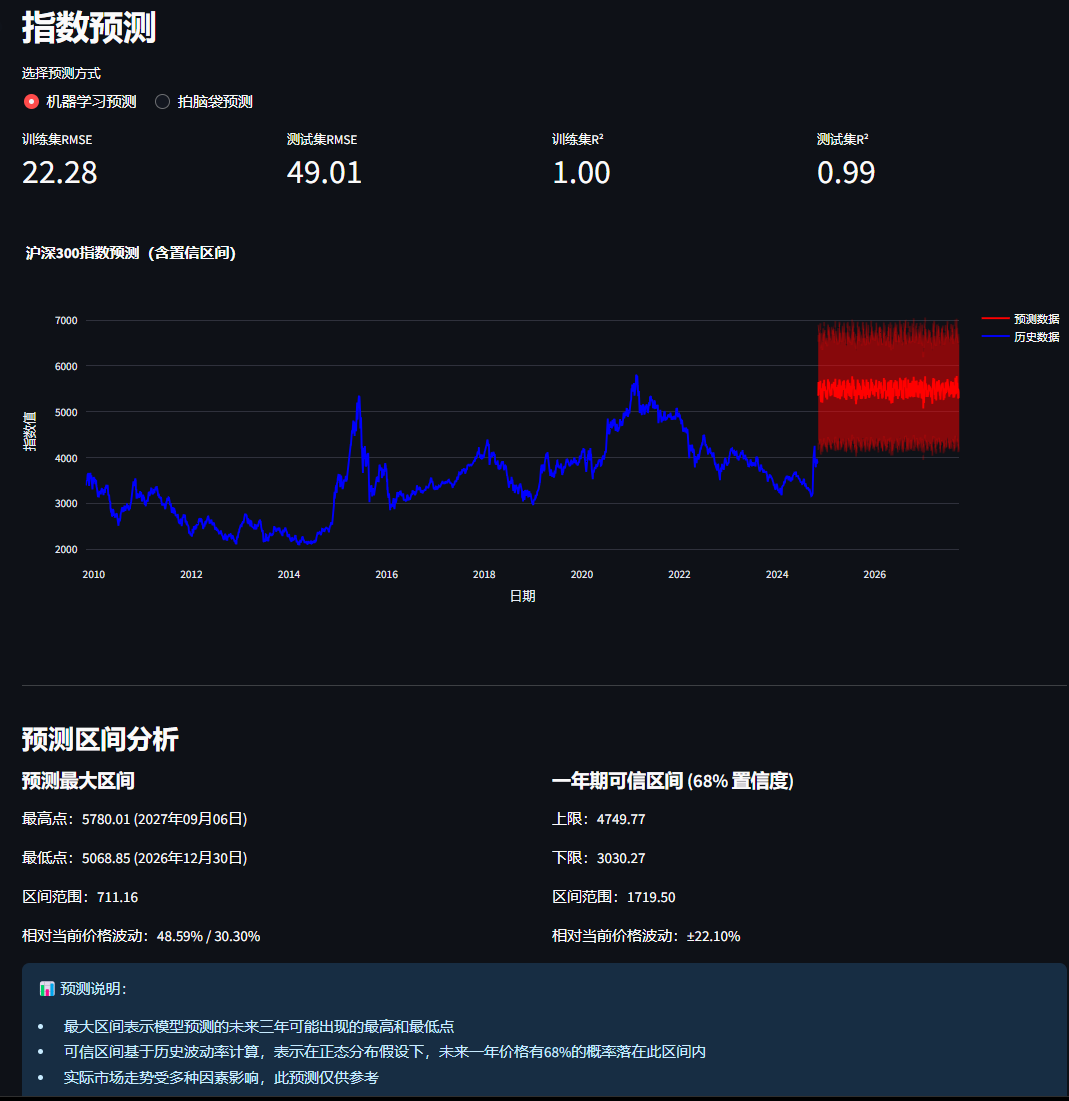 指数预测
选择预测方式
机器学习预测 拍脑袋预测
训练集RMSE 测试集RMSE 训练集R² 测试集R²
22.28 49.01 1.00 0.99
沪深300指数预测（含置信区间）
预测数据
历史数据
7000
6000
5000
4000
3000
2000
指数值
2010 2012 2014 2016 2018 2020 2022 2024 2026
日期
预测区间分析
预测最大区间
最高点：5780.01 (2027年09月06日)
最低点：5068.85 (2026年12月30日)
区间范围：711.16
相对当前价格波动：48.59% / 30.30%
一年期可信区间 (68% 置信度)
上限：4749.77
下限：3030.27
区间范围：1719.50
相对当前价格波动：±22.10%
📊 预测说明：
• 最大区间表示模型预测的未来三年可能出现的最高和最低点
• 可信区间基于历史波动率计算，表示在正态分布假设下，未来一年价格有68%的概率落在此区间内
• 实际市场走势受多种因素影响，此预测仅供参考